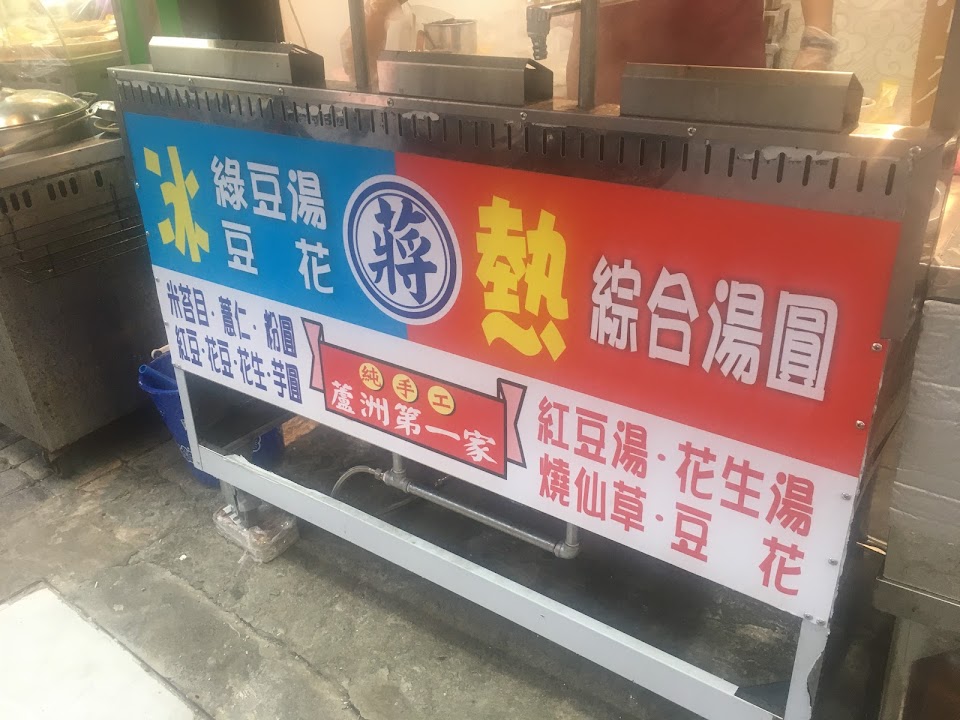 冰
綠豆湯
豆花
蔣
熱
綜合湯圓
米苔目·薏仁·粉圓
紅豆·花豆·花生·芋圓
純手工
蘆洲第一家
紅豆湯·花生湯
燒仙草·豆花